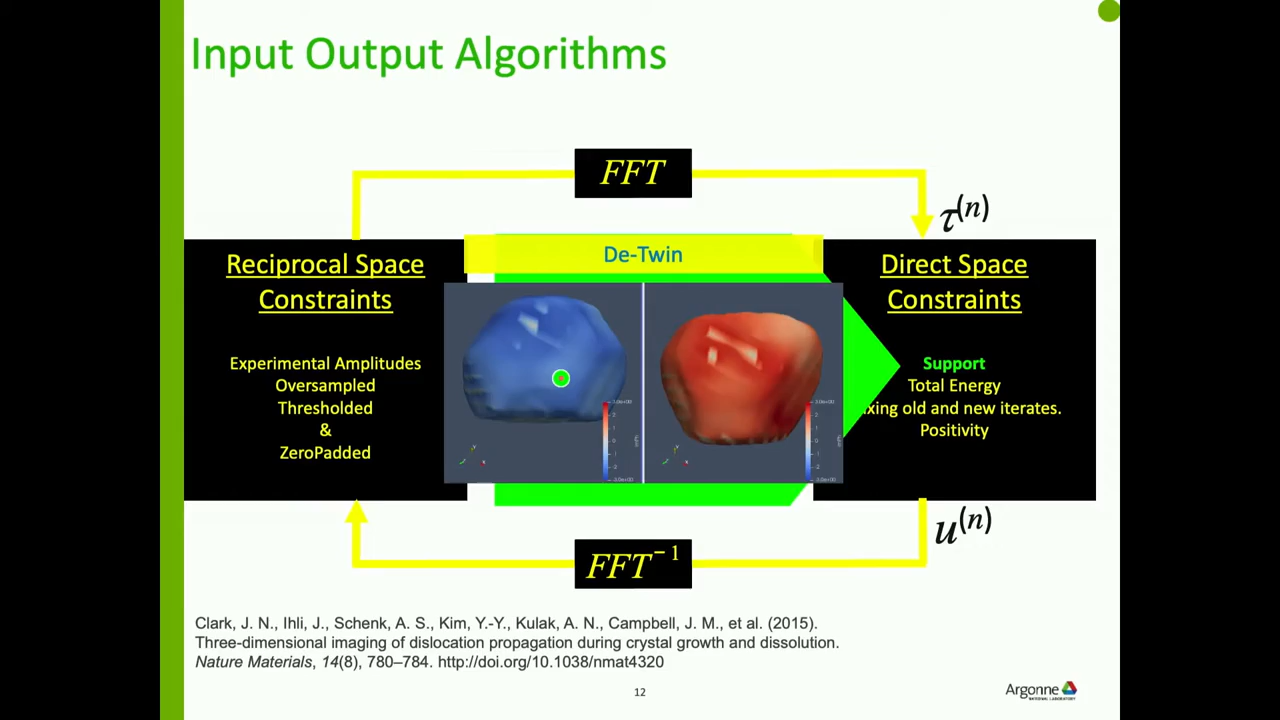 Input Output Algorithms
FFT
τ(n)
Reciprocal Space
Constraints
De-Twin
Direct Space
Constraints
Experimental Amplitudes
Oversampled
Thresholded
&
ZeroPadded
Support
Total Energy
xing old and new iterates.
Positivity
u(n)
FFT−1
Clark, J. N., Ihli, J., Schenk, A. S., Kim, Y.-Y., Kulak, A. N., Campbell, J. M., et al. (2015).
Three-dimensional imaging of dislocation propagation during crystal growth and dissolution.
Nature Materials, 14(8), 780–784. http://doi.org/10.1038/nmat4320
12
Argonne
NATIONAL LABORATORY